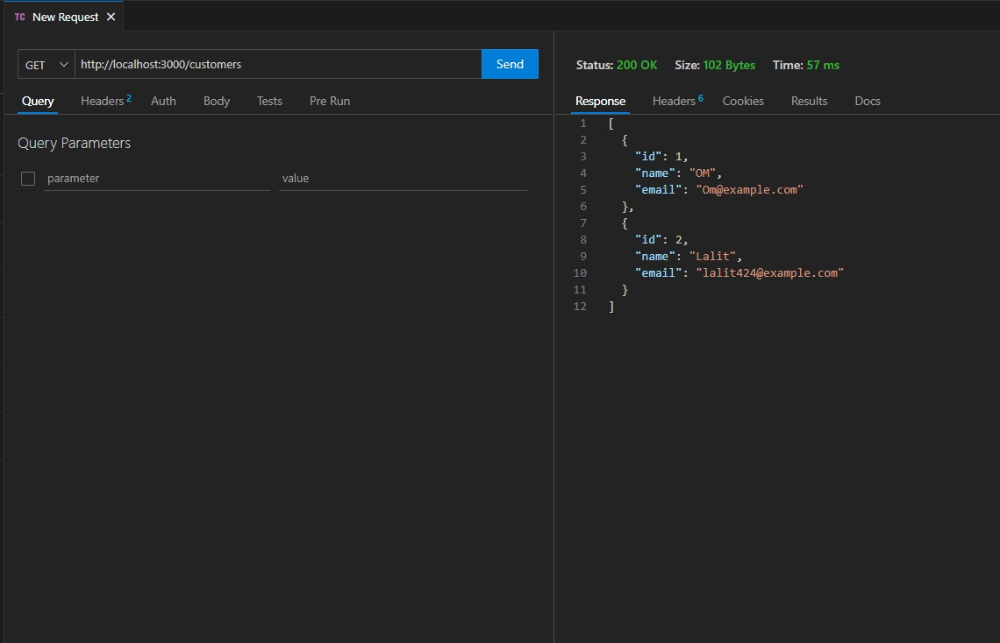 TC New Request ×
GET http://localhost:3000/customers Send
Query Headers 2 Auth Body Tests Pre Run
Query Parameters
parameter value
Status: 200 OK Size: 102 Bytes Time: 57 ms
Response Headers 6 Cookies Results Docs
1 [
2 {
3 "id": 1,
4 "name": "OM",
5 "email": "Om@example.com"
6 },
7 {
8 "id": 2,
9 "name": "Lalit",
10 "email": "lalit424@example.com"
11 }
12 ]